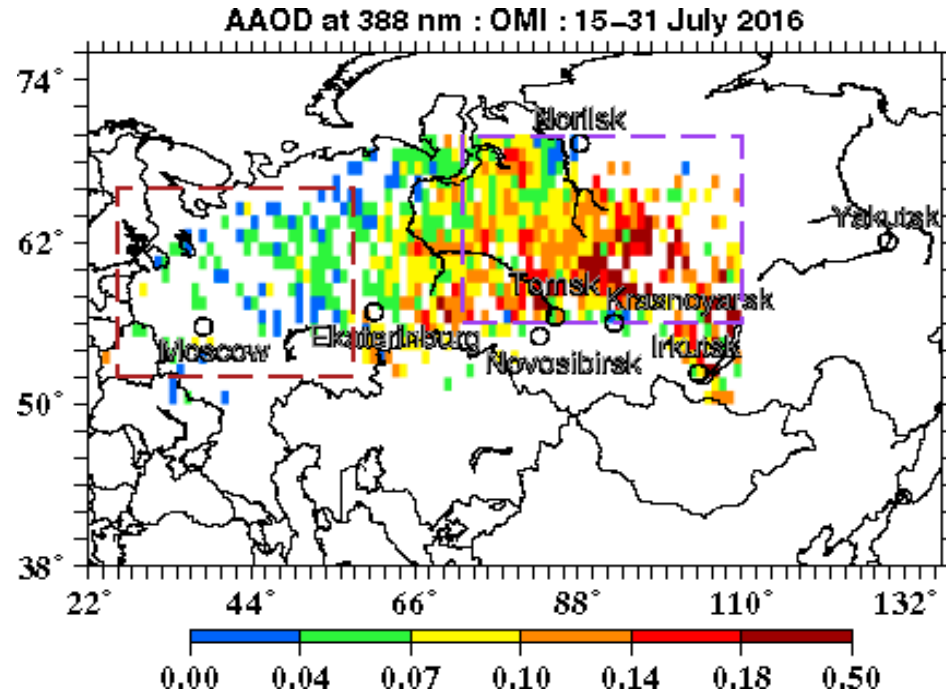 AAOD at 388 nm : OMI : 15–31 July 2016
74°
Norilsk
62°
Yakutsk
Tomsk
Krasnoyarsk
Moscow
Ekaterinburg
Novosibirsk
Irkutsk
50°
38°
22° 44° 66° 88° 110° 132°
0.00 0.04 0.07 0.10 0.14 0.18 0.50